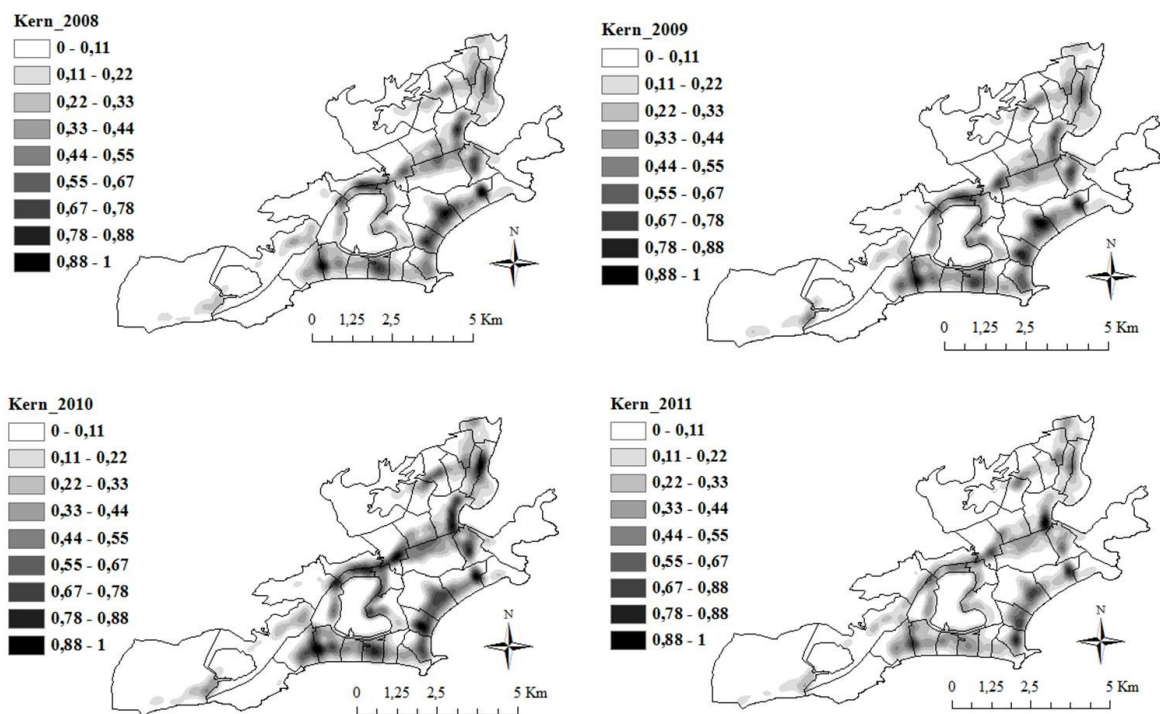 Kern_2008
0 - 0,11
0,11 - 0,22
0,22 - 0,33
0,33 - 0,44
0,44 - 0,55
0,55 - 0,67
0,67 - 0,78
0,78 - 0,88
0,88 - 1
N
0 1,25 2,5 5 Km
Kern_2009
0 - 0,11
0,11 - 0,22
0,22 - 0,33
0,33 - 0,44
0,44 - 0,55
0,55 - 0,67
0,67 - 0,78
0,78 - 0,88
0,88 - 1
N
0 1,25 2,5 5 Km
Kern_2010
0 - 0,11
0,11 - 0,22
0,22 - 0,33
0,33 - 0,44
0,44 - 0,55
0,55 - 0,67
0,67 - 0,78
0,78 - 0,88
0,88 - 1
N
0 1,25 2,5 5 Km
Kern_2011
0 - 0,11
0,11 - 0,22
0,22 - 0,33
0,33 - 0,44
0,44 - 0,55
0,55 - 0,67
0,67 - 0,88
0,78 - 0,88
0,88 - 1
N
0 1,25 2,5 5 Km